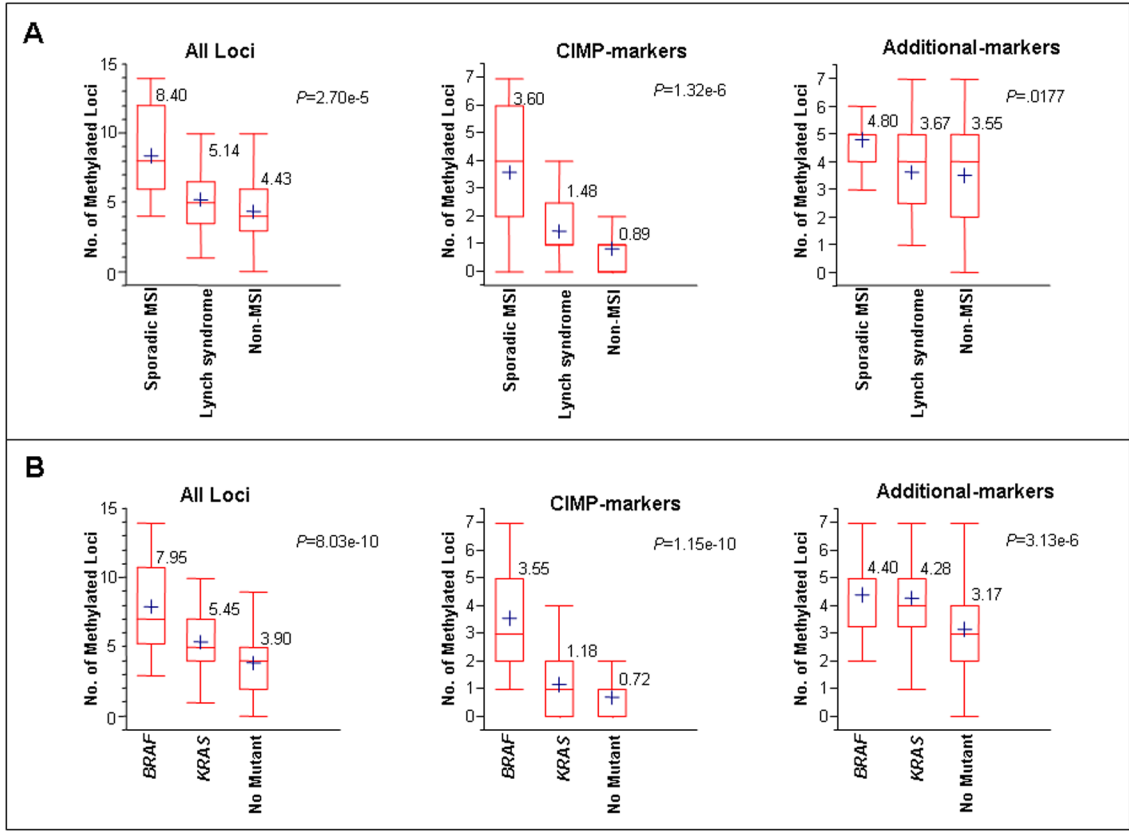 A
All Loci
No. of Methylated Loci
15
10
5
0
8.40
5.14
4.43
P=2.70e-5
Sporadic MSI
Lynch syndrome
Non-MSI
CIMP-markers
No. of Methylated Loci
7
6
5
4
3
2
1
0
3.60
1.48
0.89
P=1.32e-6
Sporadic MSI
Lynch syndrome
Non-MSI
Additional-markers
No. of Methylated Loci
7
6
5
4
3
2
1
0
4.80
3.67
3.55
P=.0177
Sporadic MSI
Lynch syndrome
Non-MSI
B
All Loci
No. of Methylated Loci
15
10
5
0
7.95
5.45
3.90
P=8.03e-10
BRAF
KRAS
No Mutant
CIMP-markers
No. of Methylated Loci
7
6
5
4
3
2
1
0
3.55
1.18
0.72
P=1.15e-10
BRAF
KRAS
No Mutant
Additional-markers
No. of Methylated Loci
7
6
5
4
3
2
1
0
4.40
4.28
3.17
P=3.13e-6
BRAF
KRAS
No Mutant